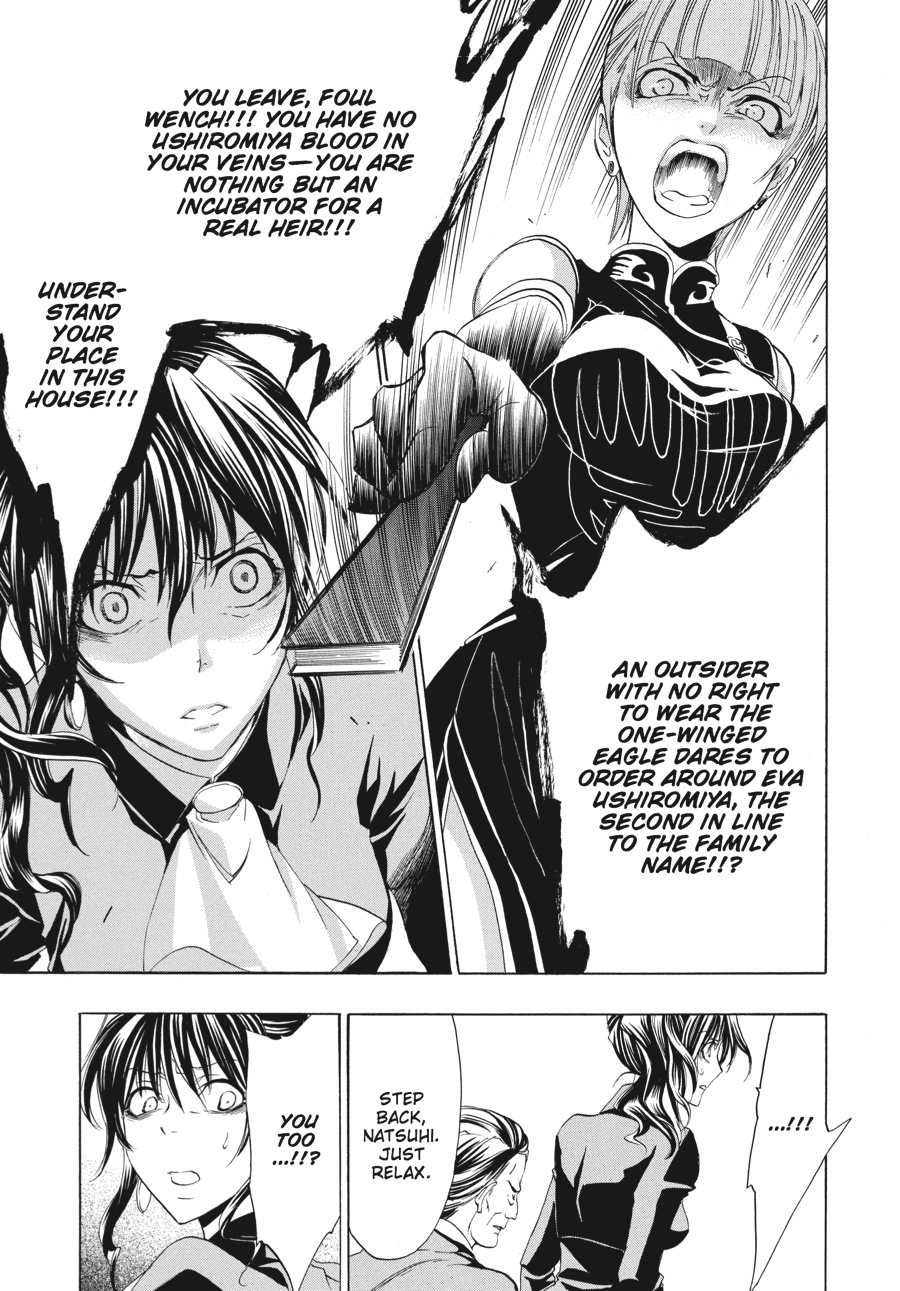 YOU LEAVE, FOUL
WENCH!!! YOU HAVE NO
USHIROMIYA BLOOD IN
YOUR VEINS—YOU ARE
NOTHING BUT AN
INCUBATOR FOR A
REAL HEIR!!!
UNDER-
STAND
YOUR
PLACE
IN THIS
HOUSE!!!
AN OUTSIDER
WITH NO RIGHT
TO WEAR THE
ONE-WINGED
EAGLE DARES TO
ORDER AROUND EVA
USHIROMIYA, THE
SECOND IN LINE
TO THE FAMILY
NAME!!?
...!!!
STEP
BACK,
NATSUHI.
JUST
RELAX.
YOU
TOO
...!!?